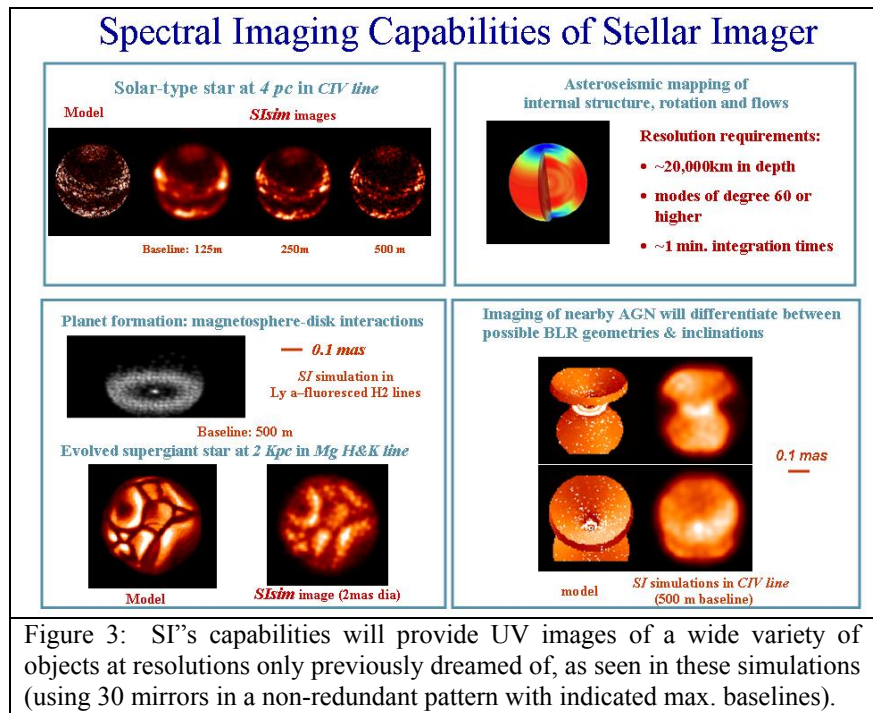 Spectral Imaging Capabilities of Stellar Imager
Solar-type star at 4 pc in CIV line
Model
SIsim images
Baseline: 125m
250m
500 m
Asteroseismic mapping of
internal structure, rotation and flows
Resolution requirements:
• ~20,000km in depth
• modes of degree 60 or
higher
• ~1 min. integration times
Planet formation: magnetosphere-disk interactions
0.1 mas
SI simulation in
Ly a–fluoresced H2 lines
Baseline: 500 m
Evolved supergiant star at 2 Kpc in Mg H&K line
Model
SIsim image (2mas dia)
Imaging of nearby AGN will differentiate between
possible BLR geometries & inclinations
0.1 mas
model
SI simulations in CIV line
(500 m baseline)
Figure 3: SI"s capabilities will provide UV images of a wide variety of
objects at resolutions only previously dreamed of, as seen in these simulations
(using 30 mirrors in a non-redundant pattern with indicated max. baselines).